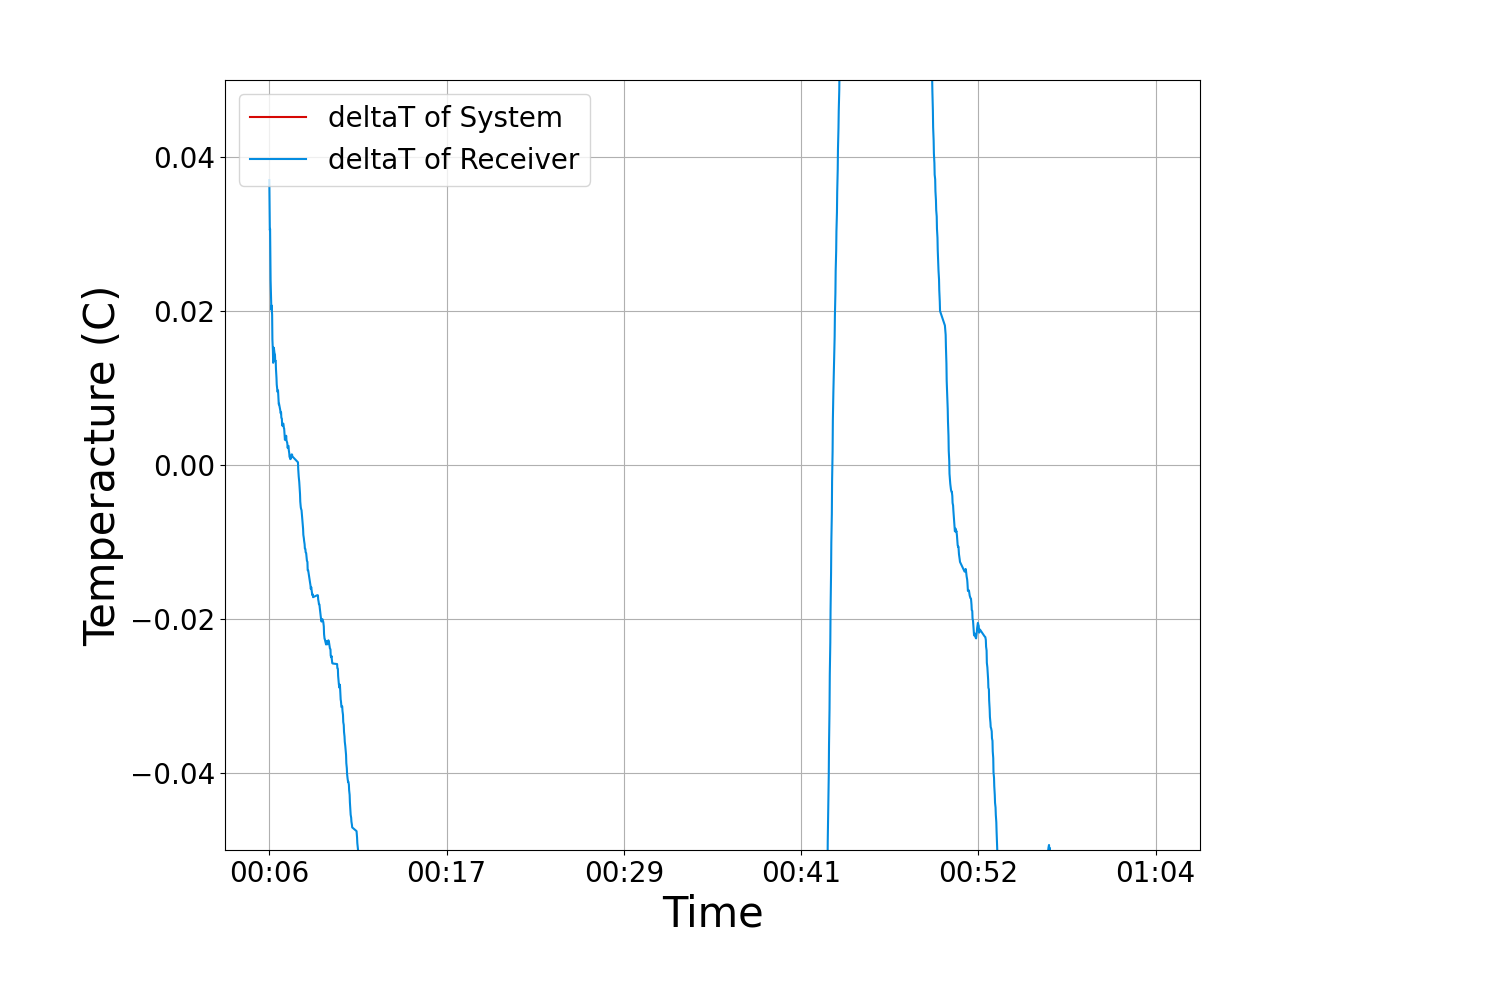 deltaT of System
deltaT of Receiver
Temperacture (C)
0.04
0.02
0.00
−0.02
−0.04
00:06 00:17 00:29 00:41 00:52 01:04
Time